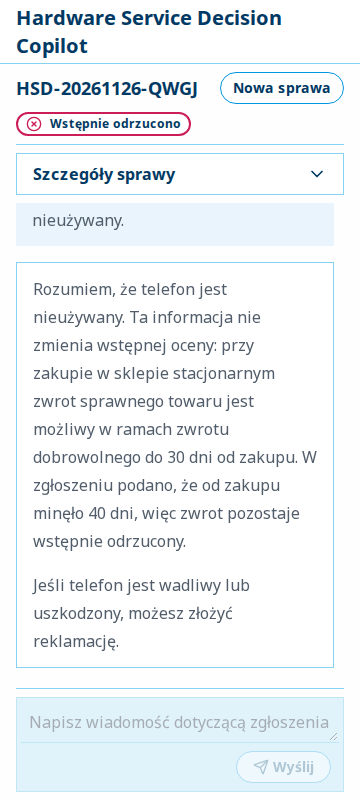 Hardware Service Decision
Copilot
HSD-20261126-QWGJ
Nowa sprawa
Wstępnie odrzucono
Szczegóły sprawy
nieużywany.
Rozumiem, że telefon jest
nieużywany. Ta informacja nie
zmienia wstępnej oceny: przy
zakupie w sklepie stacjonarnym
zwrot sprawnego towaru jest
możliwy w ramach zwrotu
dobrowolnego do 30 dni od zakupu. W
zgłoszeniu podano, że od zakupu
minęło 40 dni, więc zwrot pozostaje
wstępnie odrzucony.
Jeśli telefon jest wadliwy lub
uszkodzony, możesz złożyć
reklamację.
Napisz wiadomość dotyczącą zgłoszenia
Wyślij